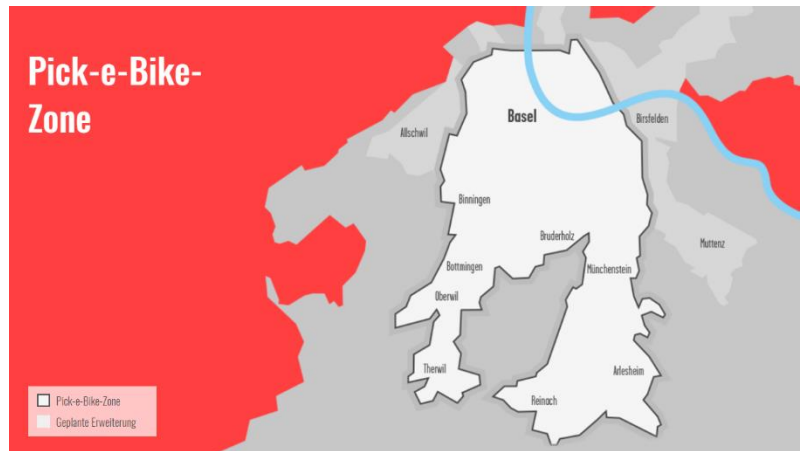 Pick-e-Bike-
Zone
Basel
Birsfelden
Allschwil
Binningen
Bruderholz
Muttenz
Bottmingen
Münchenstein
Oberwil
Therwil
Arlesheim
Reinach
Pick-e-Bike-Zone
Geplante Erweiterung